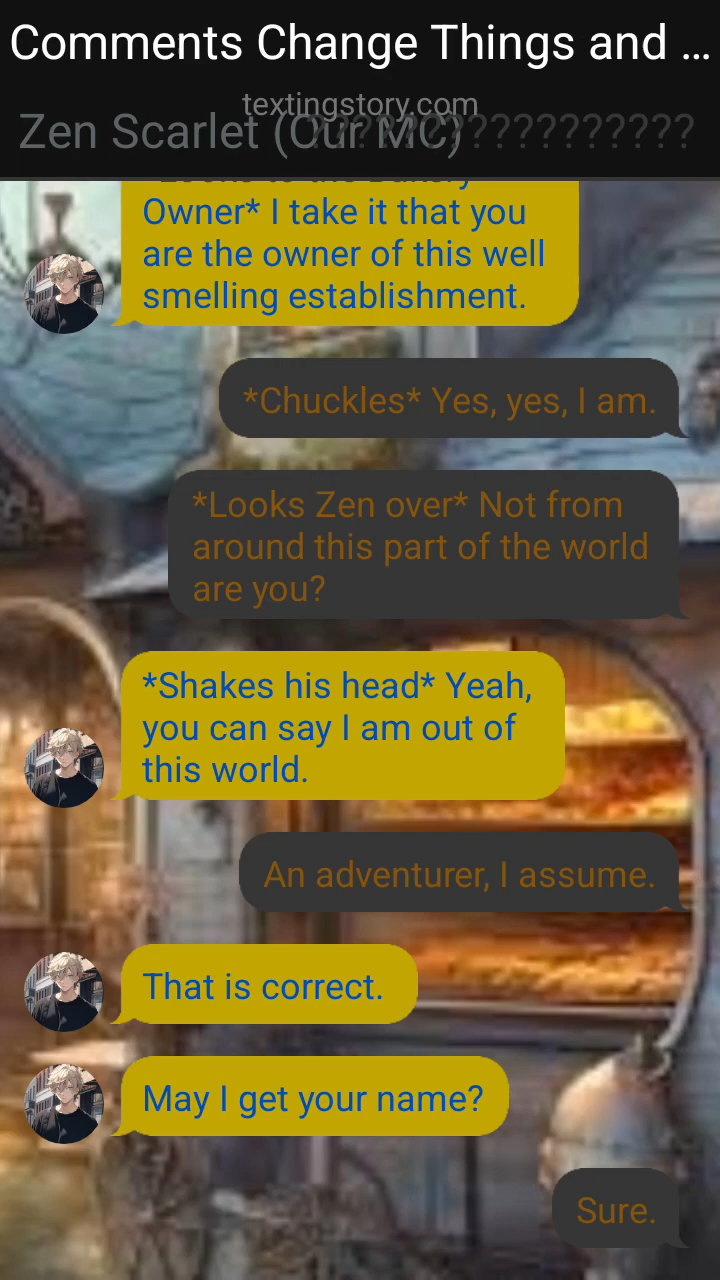 Comments Change Things and ...
textingstory.com
Zen Scarlet (Our MC)
?????????????????
Owner* I take it that you
are the owner of this well
smelling establishment.
*Chuckles* Yes, yes, I am.
*Looks Zen over* Not from
around this part of the world
are you?
*Shakes his head* Yeah,
you can say I am out of
this world.
An adventurer, I assume.
That is correct.
May I get your name?
Sure.